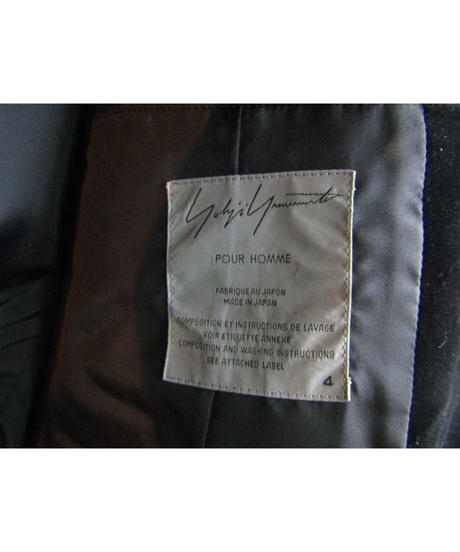 Yohji Yamamoto
POUR HOMME
FABRIQUE AU JAPON
MADE IN JAPAN
COMPOSITION ET INSTRUCTIONS DE LAVAGE
VOIR ETIQUETTE ANNEXE
COMPOSITION AND WASHING INSTRUCTIONS
SEE ATTACHED LABEL
4